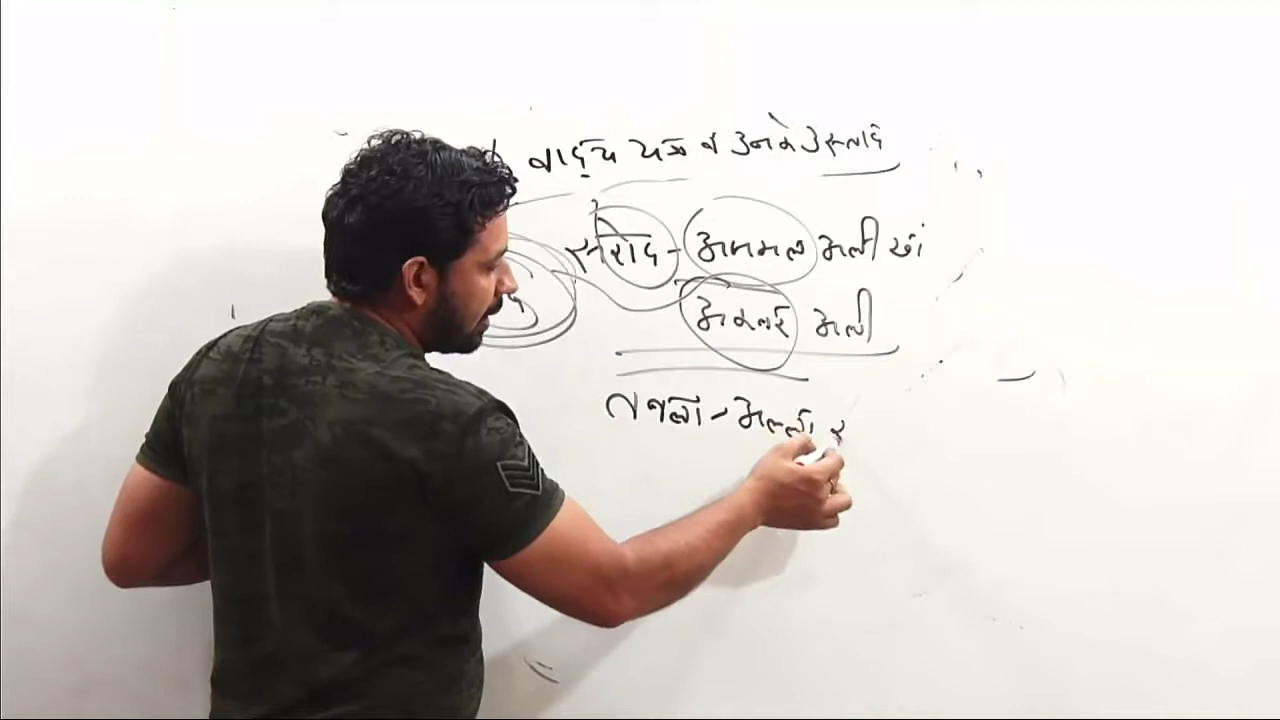 वाद्य यंत्र व उनके उस्ताद
सरोद - अमजद अली खां
अकबर अली
तबला - अल्ला र